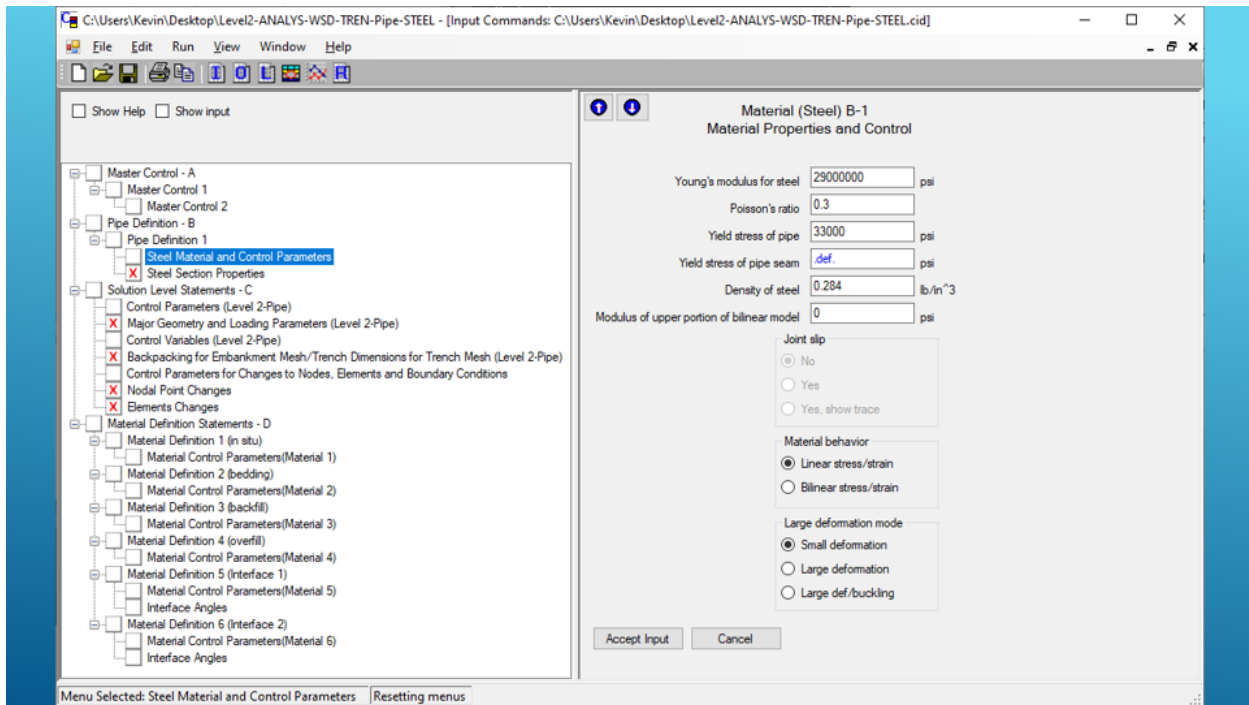 C:\Users\Kevin\Desktop\Level2-ANALYS-WSD-TREN-Pipe-STEEL - [Input Commands: C:\Users\Kevin\Desktop\Level2-ANALYS-WSD-TREN-Pipe-STEEL.cid]
File Edit Run View Window Help
Show Help Show input
Master Control - A
Master Control 1
Master Control 2
Pipe Definition - B
Pipe Definition 1
Steel Material and Control Parameters
X Steel Section Properties
Solution Level Statements - C
Control Parameters (Level 2-Pipe)
X Major Geometry and Loading Parameters (Level 2-Pipe)
Control Variables (Level 2-Pipe)
X Backpacking for Embankment Mesh/Trench Dimensions for Trench Mesh (Level 2-Pipe)
Control Parameters for Changes to Nodes, Elements and Boundary Conditions
X Nodal Point Changes
X Elements Changes
Material Definition Statements - D
Material Definition 1 (in situ)
Material Control Parameters(Material 1)
Material Definition 2 (bedding)
Material Control Parameters(Material 2)
Material Definition 3 (backfill)
Material Control Parameters(Material 3)
Material Definition 4 (overfill)
Material Control Parameters(Material 4)
Material Definition 5 (Interface 1)
Material Control Parameters(Material 5)
Interface Angles
Material Definition 6 (Interface 2)
Material Control Parameters(Material 6)
Interface Angles
Material (Steel) B-1
Material Properties and Control
Young's modulus for steel 29000000 psi
Poisson's ratio 0.3
Yield stress of pipe 33000 psi
Yield stress of pipe seam .def. psi
Density of steel 0.284 lb/in^3
Modulus of upper portion of bilinear model 0 psi
Joint slip
No
Yes
Yes, show trace
Material behavior
Linear stress/strain
Bilinear stress/strain
Large deformation mode
Small deformation
Large deformation
Large def/buckling
Accept Input Cancel
Menu Selected: Steel Material and Control Parameters Resetting menus